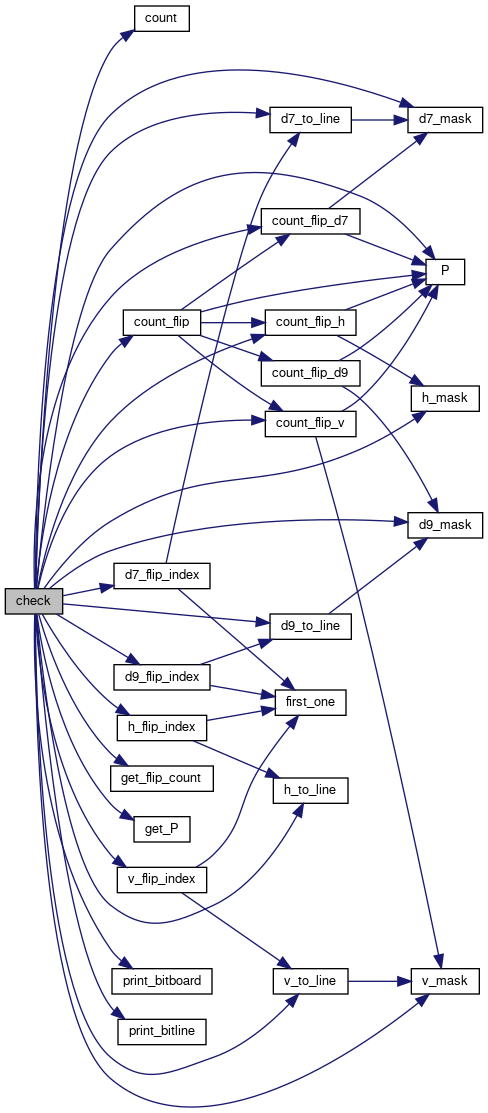 count
d7_to_line
d7_mask
count_flip_d7
P
count_flip
count_flip_h
count_flip_d9
h_mask
count_flip_v
d9_mask
d7_flip_index
check
d9_to_line
d9_flip_index
first_one
h_flip_index
get_flip_count
h_to_line
get_P
v_flip_index
print_bitboard
v_to_line
v_mask
print_bitline